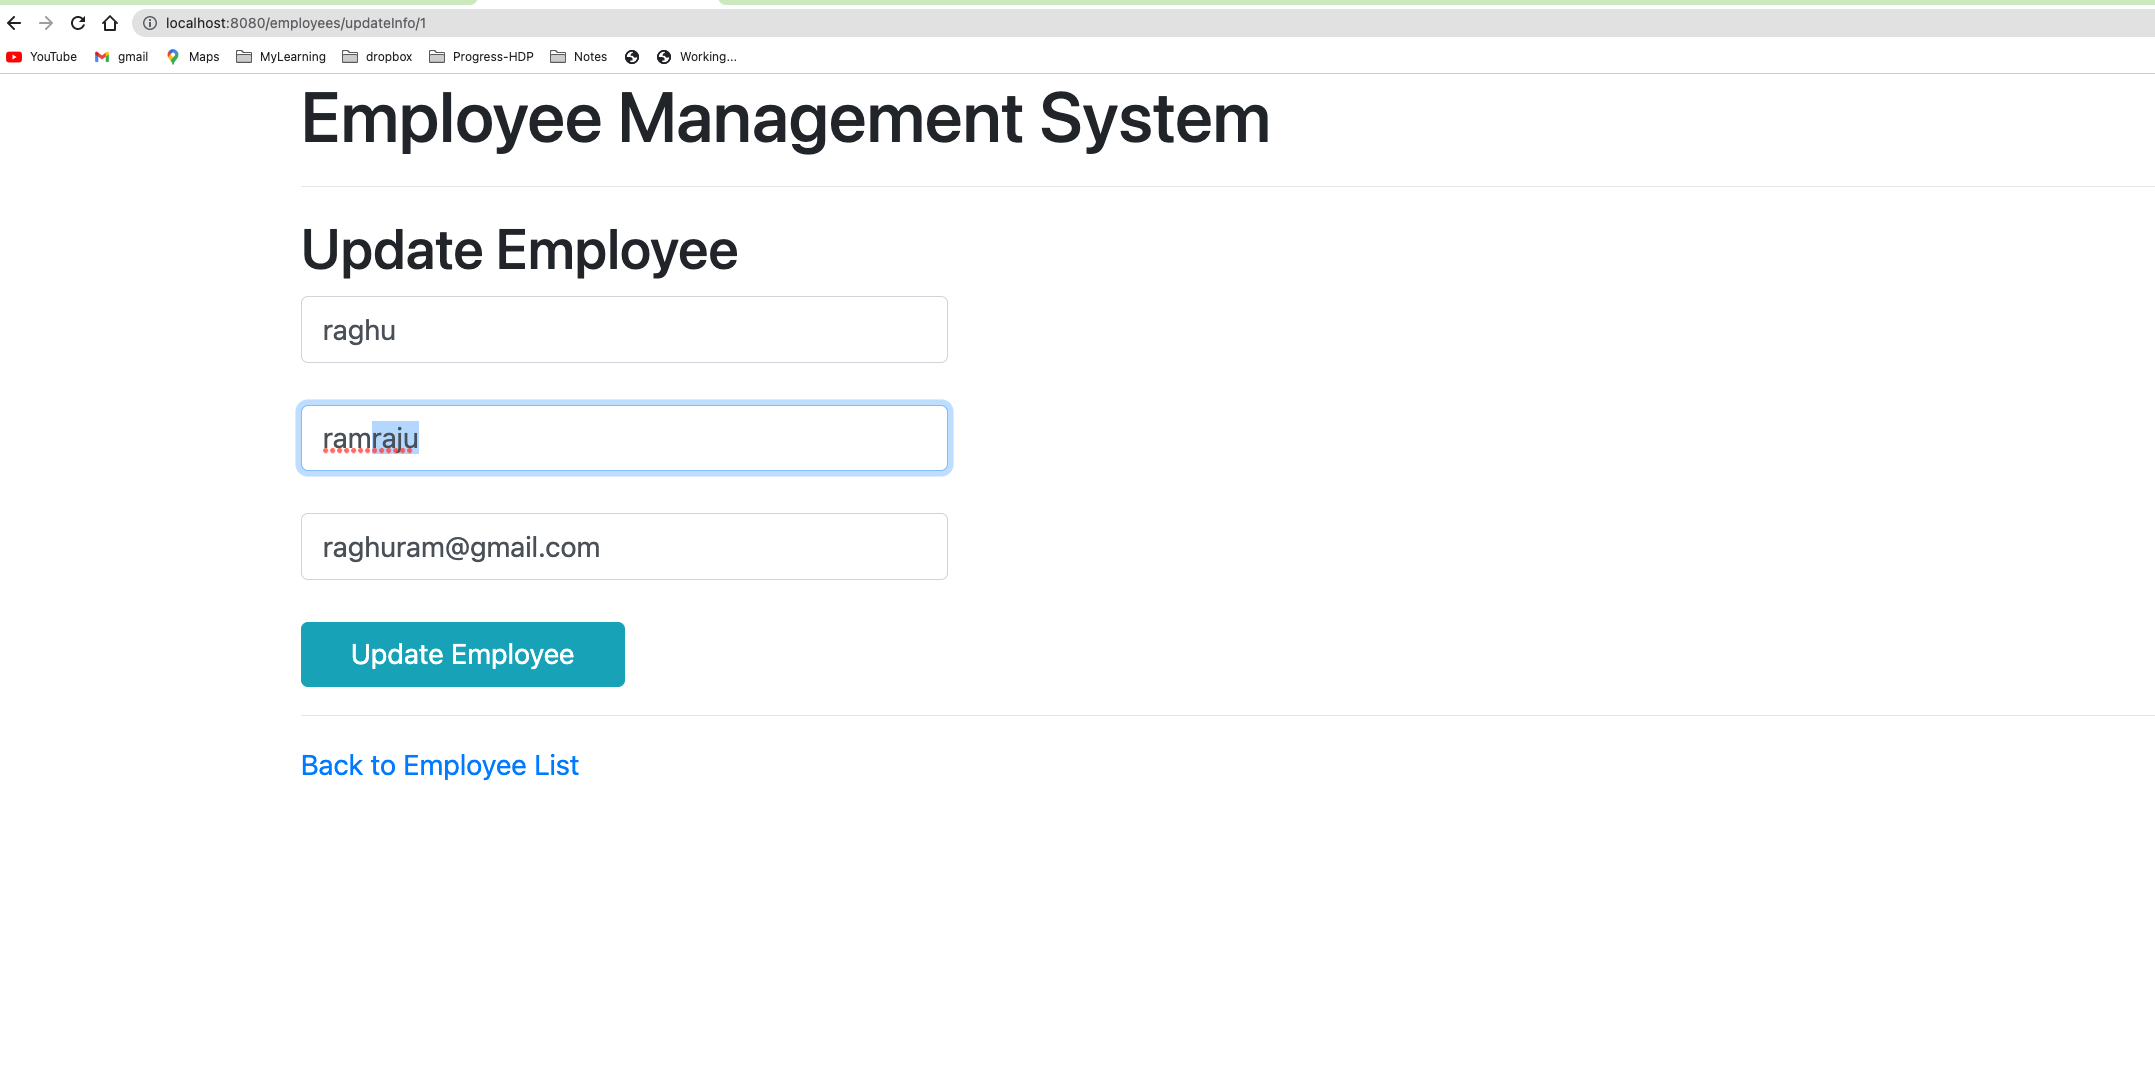 localhost:8080/employees/updateInfo/1
YouTube gmail Maps MyLearning dropbox Progress-HDP Notes Working...
Employee Management System
Update Employee
raghu
ramraju
raghuram@gmail.com
Update Employee
Back to Employee List